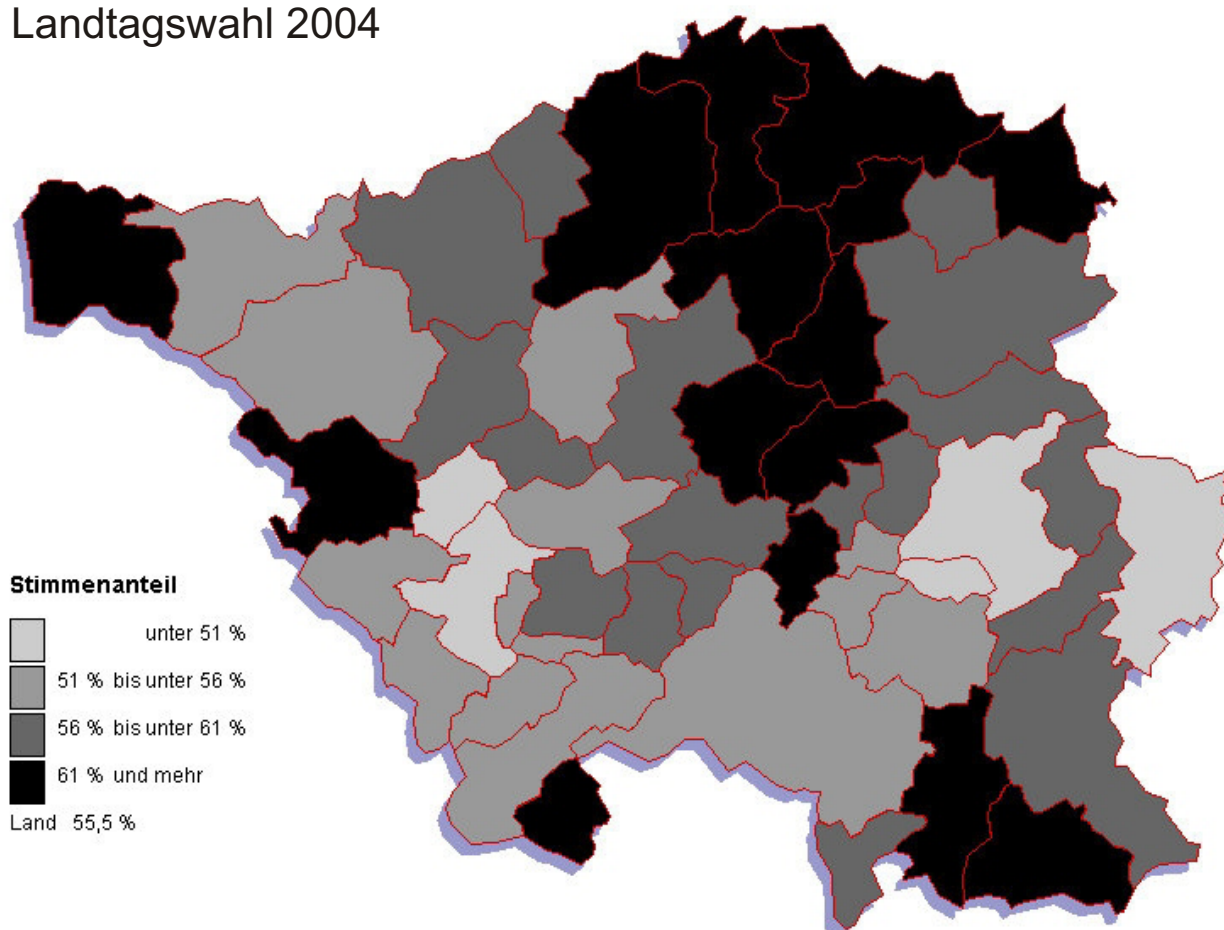 Landtagswahl 2004
Stimmenanteil
unter 51 %
51 % bis unter 56 %
56 % bis unter 61 %
61 % und mehr
Land 55,5 %